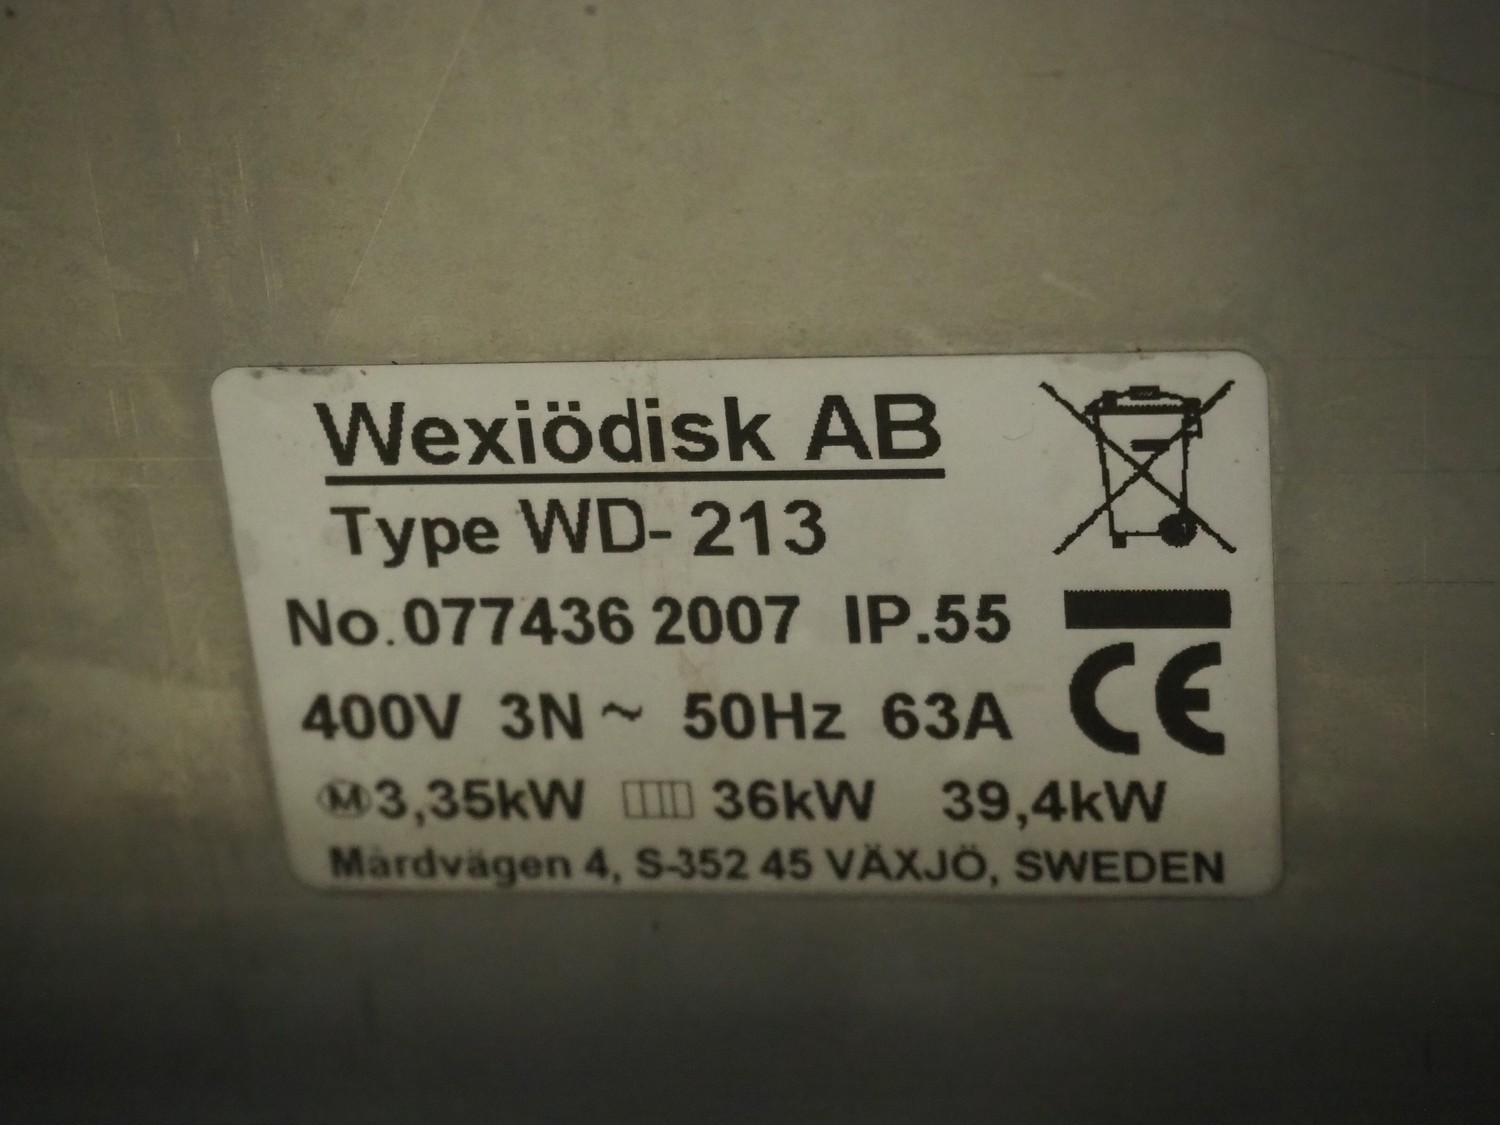 Wexiödisk AB
Type WD- 213
No.077436 2007 IP.55
400V 3N ~ 50Hz 63A
CE
M 3,35kW 36kW 39,4kW
Mårdvägen 4, S-352 45 VÄXJÖ, SWEDEN